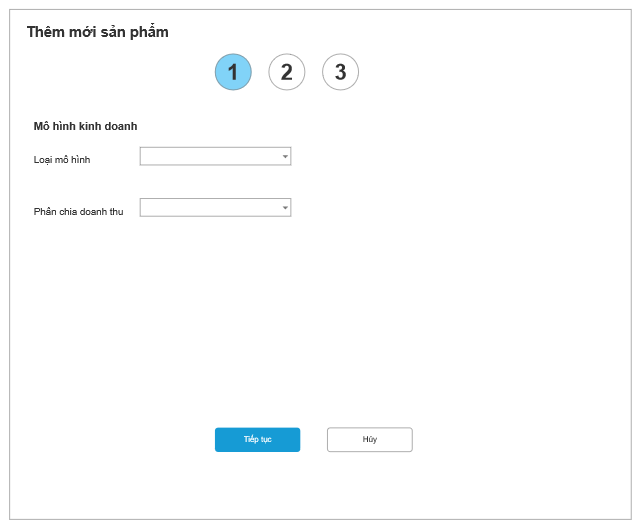 Thêm mới sản phẩm
1 2 3
Mô hình kinh doanh
Loại mô hình
Phân chia doanh thu
Tiếp tục Hủy